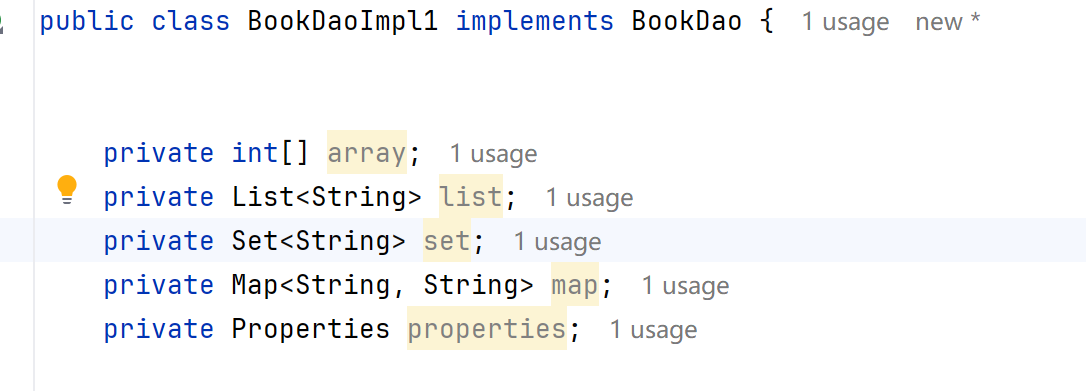 public class BookDaoImpl1 implements BookDao { 1 usage new *
private int[] array; 1 usage
private List<String> list; 1 usage
private Set<String> set; 1 usage
private Map<String, String> map; 1 usage
private Properties properties; 1 usage